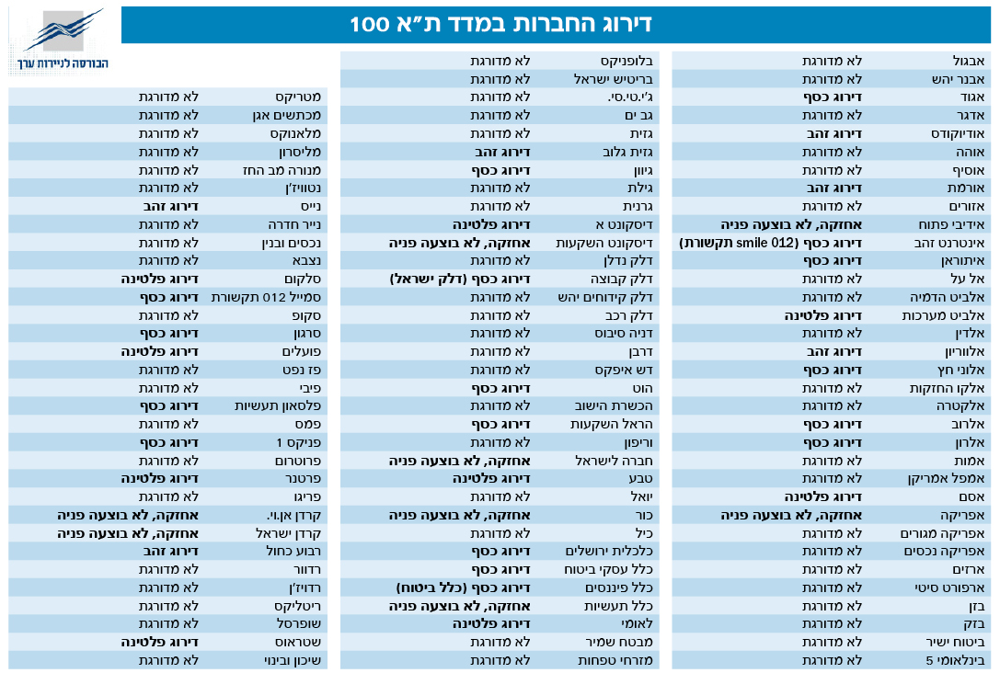 דירוג החברות במדד ת"א 100
הבורסה לניירות ערך
אבגול לא מדורגת
אבנר יהש לא מדורגת
אגוד דירוג כסף
אדגר לא מדורגת
אודיוקודס דירוג זהב
אוהה לא מדורגת
אוסיף לא מדורגת
אורמת דירוג זהב
אזורים לא מדורגת
אידיבי פתוח אחזקה, לא בוצעה פניה
אינטרנט זהב דירוג כסף (smile 012 תקשורת)
איתוראן דירוג כסף
אל על לא מדורגת
אלביט הדמיה לא מדורגת
אלביט מערכות דירוג פלטינה
אלדין לא מדורגת
אלווריון דירוג זהב
אלוני חץ דירוג כסף
אלקו החזקות לא מדורגת
אלקטרה לא מדורגת
אלרוב דירוג כסף
אלרון דירוג כסף
אמות לא מדורגת
אמפל אמריקן לא מדורגת
אסם דירוג פלטינה
אפריקה אחזקה, לא בוצעה פניה
אפריקה מגורים לא מדורגת
אפריקה נכסים לא מדורגת
ארזים לא מדורגת
ארפורט סיטי לא מדורגת
בזן לא מדורגת
בזק לא מדורגת
ביטוח ישיר לא מדורגת
בינלאומי 5 לא מדורגת
בלופניקס לא מדורגת
בריטיש ישראל לא מדורגת
ג'י.טי.סי. לא מדורגת
גב ים לא מדורגת
גזית לא מדורגת
גזית גלוב דירוג זהב
גיוון דירוג כסף
גילת לא מדורגת
גרנית לא מדורגת
דיסקונט א דירוג פלטינה
דיסקונט השקעות אחזקה, לא בוצעה פניה
דלק נדלן לא מדורגת
דלק קבוצה דירוג כסף (דלק ישראל)
דלק קידוחים יהש לא מדורגת
דלק רכב לא מדורגת
דניה סיבוס לא מדורגת
דרבן לא מדורגת
דש איפקס לא מדורגת
הוט דירוג כסף
הכשרת הישוב לא מדורגת
הראל השקעות דירוג כסף
וריפון לא מדורגת
חברה לישראל אחזקה, לא בוצעה פניה
טבע דירוג פלטינה
יואל לא מדורגת
כור אחזקה, לא בוצעה פניה
כיל לא מדורגת
כלכלית ירושלים דירוג כסף
כלל עסקי ביטוח דירוג כסף
כלל פיננסים דירוג כסף (כלל ביטוח)
כלל תעשיות אחזקה, לא בוצעה פניה
לאומי דירוג פלטינה
מבטח שמיר לא מדורגת
מזרחי טפחות לא מדורגת
מטריקס לא מדורגת
מכתשים אגן לא מדורגת
מלאנוקס לא מדורגת
מליסרון לא מדורגת
מנורה מב החז לא מדורגת
נטוויז'ן לא מדורגת
נייס דירוג זהב
נייר חדרה לא מדורגת
נכסים ובנין לא מדורגת
נצבא לא מדורגת
סלקום דירוג פלטינה
סמייל 012 תקשורת דירוג כסף
סקופ לא מדורגת
סרגון דירוג כסף
פועלים דירוג פלטינה
פז נפט לא מדורגת
פיבי לא מדורגת
פלסאון תעשיות דירוג כסף
פמס לא מדורגת
פניקס 1 דירוג כסף
פרוטרום לא מדורגת
פרטנר דירוג פלטינה
פריגו לא מדורגת
קרדן אן.וי. אחזקה, לא בוצעה פניה
קרדן ישראל אחזקה, לא בוצעה פניה
רבוע כחול דירוג זהב
רדוור לא מדורגת
רדויז'ן לא מדורגת
ריטליקס לא מדורגת
שופרסל לא מדורגת
שטראוס דירוג פלטינה
שיכון ובינוי לא מדורגת